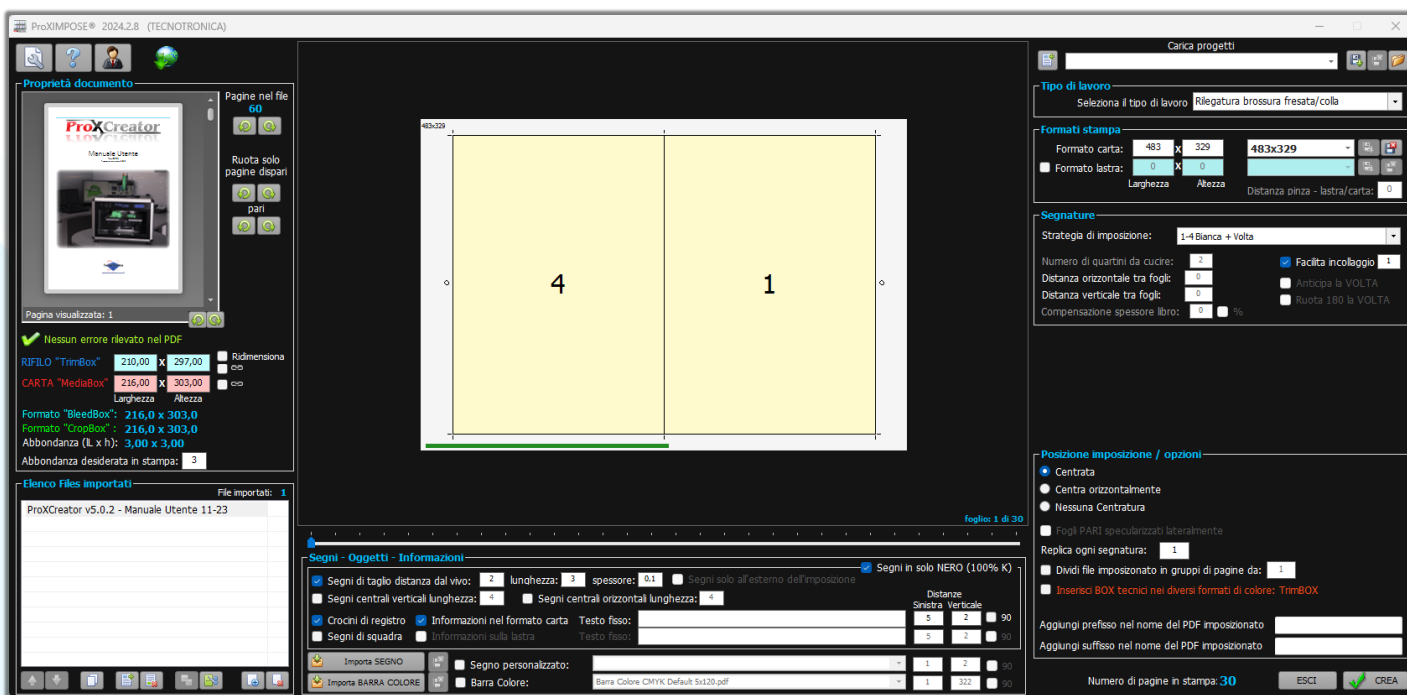 ProXIMPOSE® 2024.2.8 (TECNOTRONICA)
Carica progetti
Proprietà documento
Pagine nel file
60
ProXCreator
Manuale Utente
Ruota solo
pagine dispari
pari
Pagina visualizzata: 1
Nessun errore rilevato nel PDF
RIFILO "TrimBox" 210,00 X 297,00 Ridimensiona
CARTA "MediaBox" 216,00 X 303,00
Larghezza Altezza
Formato "BleedBox": 216,0 x 303,0
Formato "CropBox" : 216,0 x 303,0
Abbondanza (lL x h): 3,00 x 3,00
Abbondanza desiderata in stampa: 3
Elenco Files importati
File importati: 1
ProXCreator v5.0.2 - Manuale Utente 11-23
483x329
4 1
foglio: 1 di 30
Segni - Oggetti - Informazioni
Segni in solo NERO (100% K)
Segni di taglio distanza dal vivo: 2 lunghezza: 3 spessore: 0,1 Segni solo all'esterno dell'imposizione
Segni centrali verticali lunghezza: 4 Segni centrali orizzontali lunghezza: 4
Distanze
Sinistra Verticale
Crocini di registro Informazioni nel formato carta Testo fisso: 5 2 90
Segni di squadra Informazioni sulla lastra Testo fisso: 5 2 90
Importa SEGNO Segno personalizzato: 1 2 90
Importa BARRA COLORE Barra Colore: Barra Colore CMYK Default 5x120.pdf 1 322 90
Tipo di lavoro
Seleziona il tipo di lavoro Rilegatura brossura fresata/colla
Formati stampa
Formato carta: 483 X 329 483x329
Formato lastra: 0 X 0
Larghezza Altezza
Distanza pinza - lastra/carta: 0
Segnature
Strategia di imposizione: 1-4 Bianca + Volta
Numero di quartini da cucire: 2 Facilita incollaggio 1
Distanza orizzontale tra fogli: 0
Anticipa la VOLTA
Distanza verticale tra fogli: 0
Ruota 180 la VOLTA
Compensazione spessore libro: 0 %
Posizione imposizione / opzioni
Centrata
Centra orizzontalmente
Nessuna Centratura
Fogli PARI specularizzati lateralmente
Replica ogni segnatura: 1
Dividi file imposizonato in gruppi di pagine da: 1
Inserisci BOX tecnici nei diversi formati di colore: TrimBOX
Aggiungi prefisso nel nome del PDF imposizionato
Aggiungi suffisso nel nome del PDF imposizionato
Numero di pagine in stampa: 30 ESCI CREA